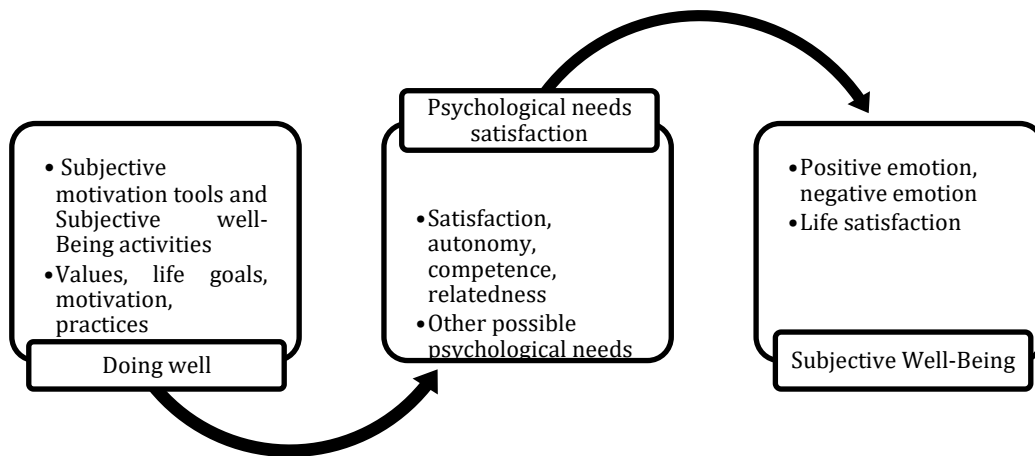 • Subjective
motivation tools and
Subjective well-
Being activities
•Values, life goals,
motivation,
practices
Doing well
Psychological needs
satisfaction
•Satisfaction,
autonomy,
competence,
relatedness
•Other possible
psychological needs
•Positive emotion,
negative emotion
•Life satisfaction
Subjective Well-Being